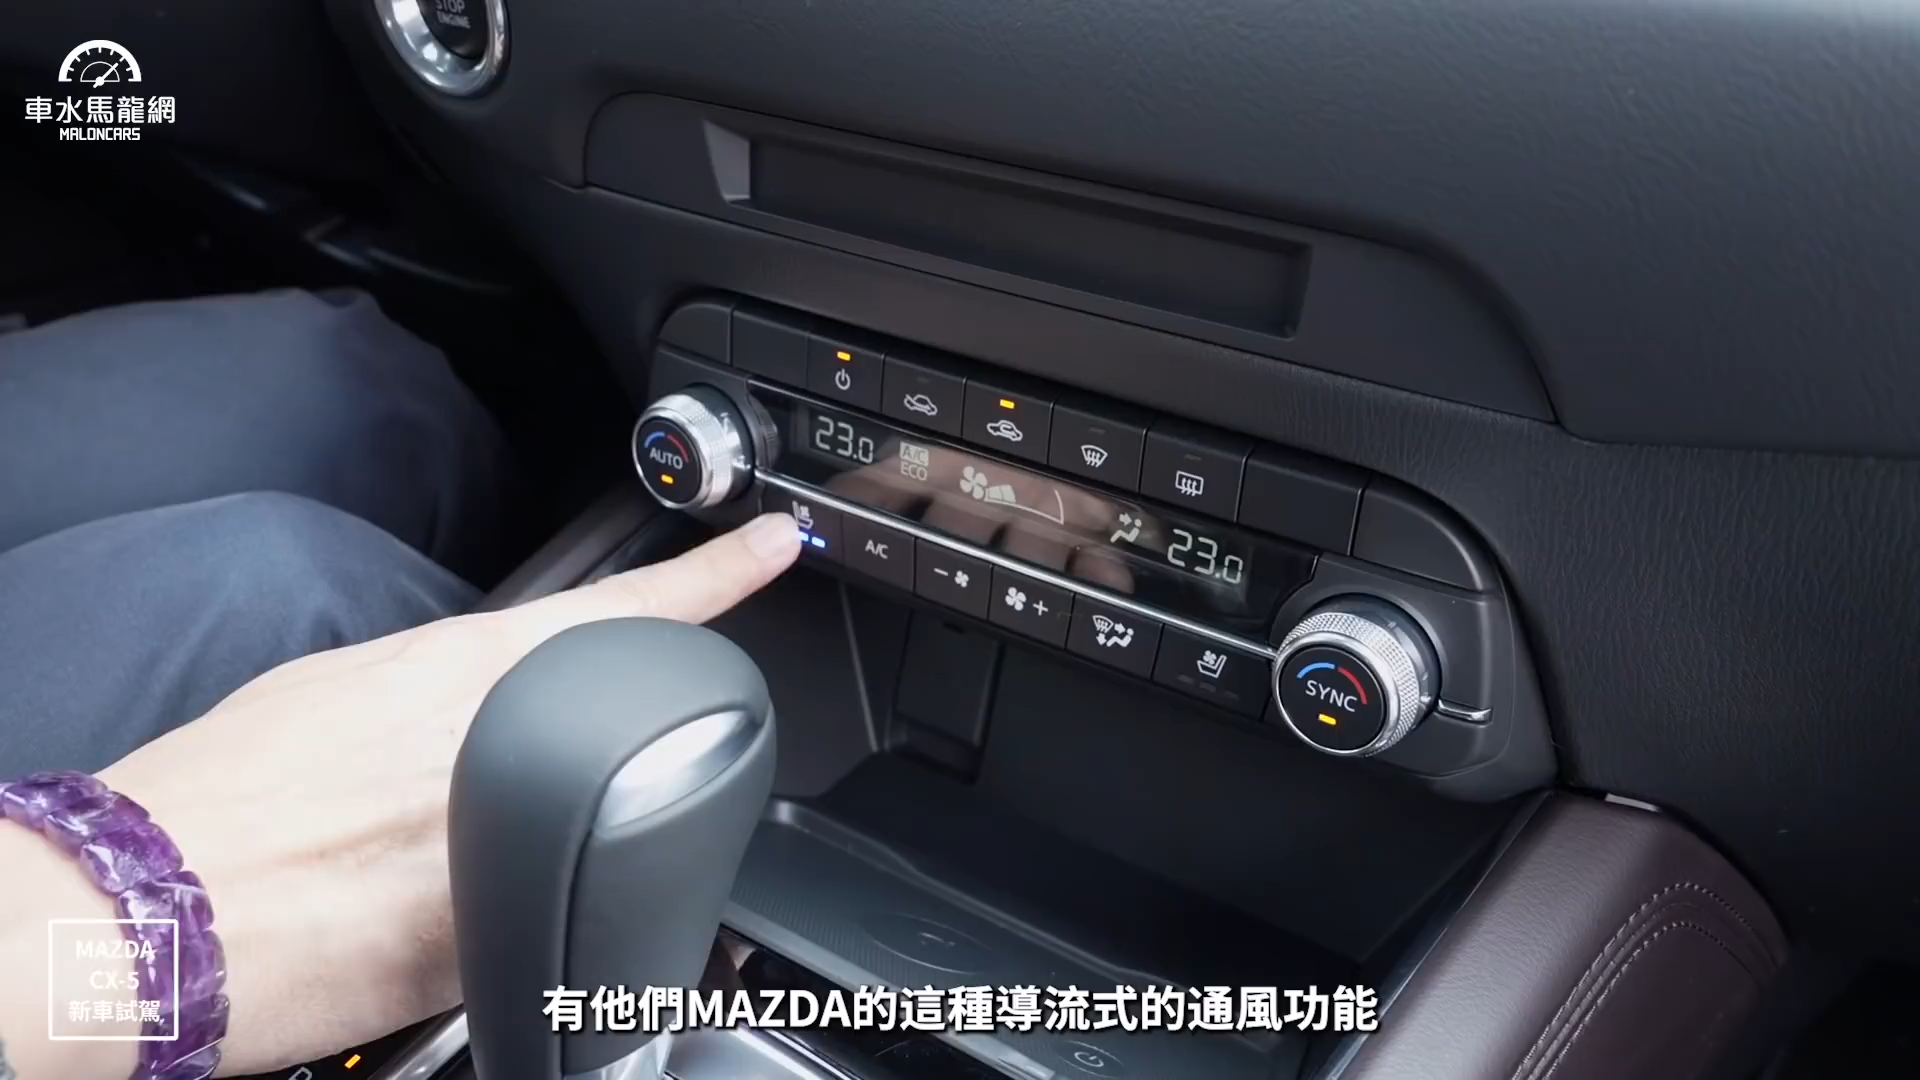 STOP
ENGINE
車水馬龍網
MALONCARS
AUTO
23.0
A/C
ECO
23.0
A/C
SYNC
MAZDA
CX-5
新車試駕
有他們MAZDA的這種導流式的通風功能